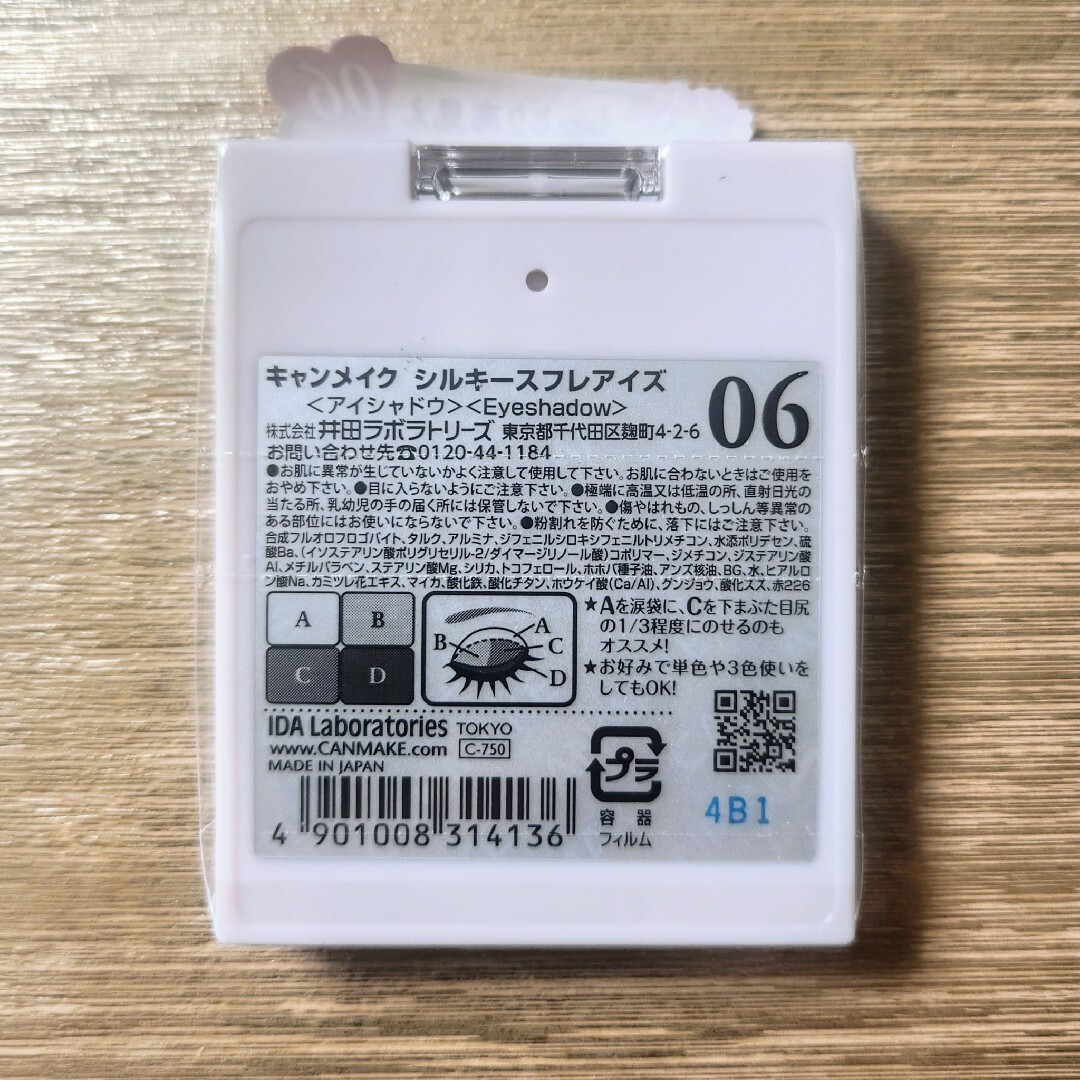 06
キャンメイク シルキースフレアイズ
06
<アイシャドウ><Eyeshadow>
株式会社 井田ラボラトリーズ 東京都千代田区麹町4-2-6
お問い合わせ先☎0120-44-1184
●お肌に異常が生じていないかよく注意して使用して下さい。お肌に合わないときはご使用を
おやめ下さい。●目に入らないようにご注意下さい。●極端に高温又は低温の所、直射日光の
当たる所、乳幼児の手の届く所には保管しないで下さい。●傷やはれもの、しっしん等異常の
ある部位にはお使いにならないで下さい。●粉割れを防ぐために、落下にはご注意下さい。
合成フルオロフロゴパイト、タルク、アルミナ、ジフェニルシロキシフェニルトリメチコン、水添ポリデセン、硫
酸Ba、(イソステアリン酸ポリグリセリル-2/ダイマージリノール酸)コポリマー、ジメチコン、ジステアリン酸
Al、メチルパラベン、ステアリン酸Mg、シリカ、トコフェロール、ホホバ種子油、アンズ核油、BG、水、ヒアルロ
ン酸Na、カミツレ花エキス、マイカ、酸化鉄、酸化チタン、ホウケイ酸(Ca/Al)、グンジョウ、酸化スズ、赤226
A B
C D
A
B C
D
★Aを涙袋に、Cを下まぶた目尻
の1/3程度にのせるのも
オススメ!
★お好みで単色や3色使いを
してもOK!
IDA Laboratories TOKYO
www.CANMAKE.com C-750
MADE IN JAPAN
プラ
容器
フィルム
4B1
4 901008 314136